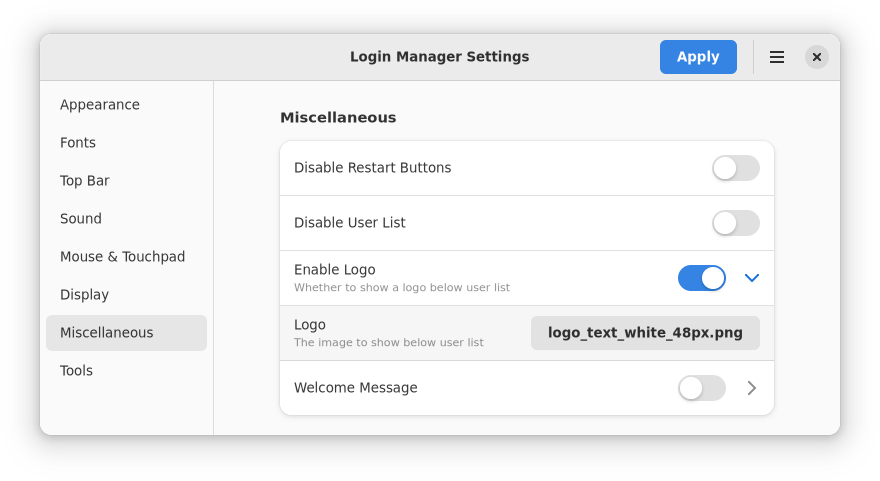 Login Manager Settings
Apply
Appearance
Fonts
Top Bar
Sound
Mouse & Touchpad
Display
Miscellaneous
Tools
Miscellaneous
Disable Restart Buttons
Disable User List
Enable Logo
Whether to show a logo below user list
Logo
The image to show below user list
logo_text_white_48px.png
Welcome Message